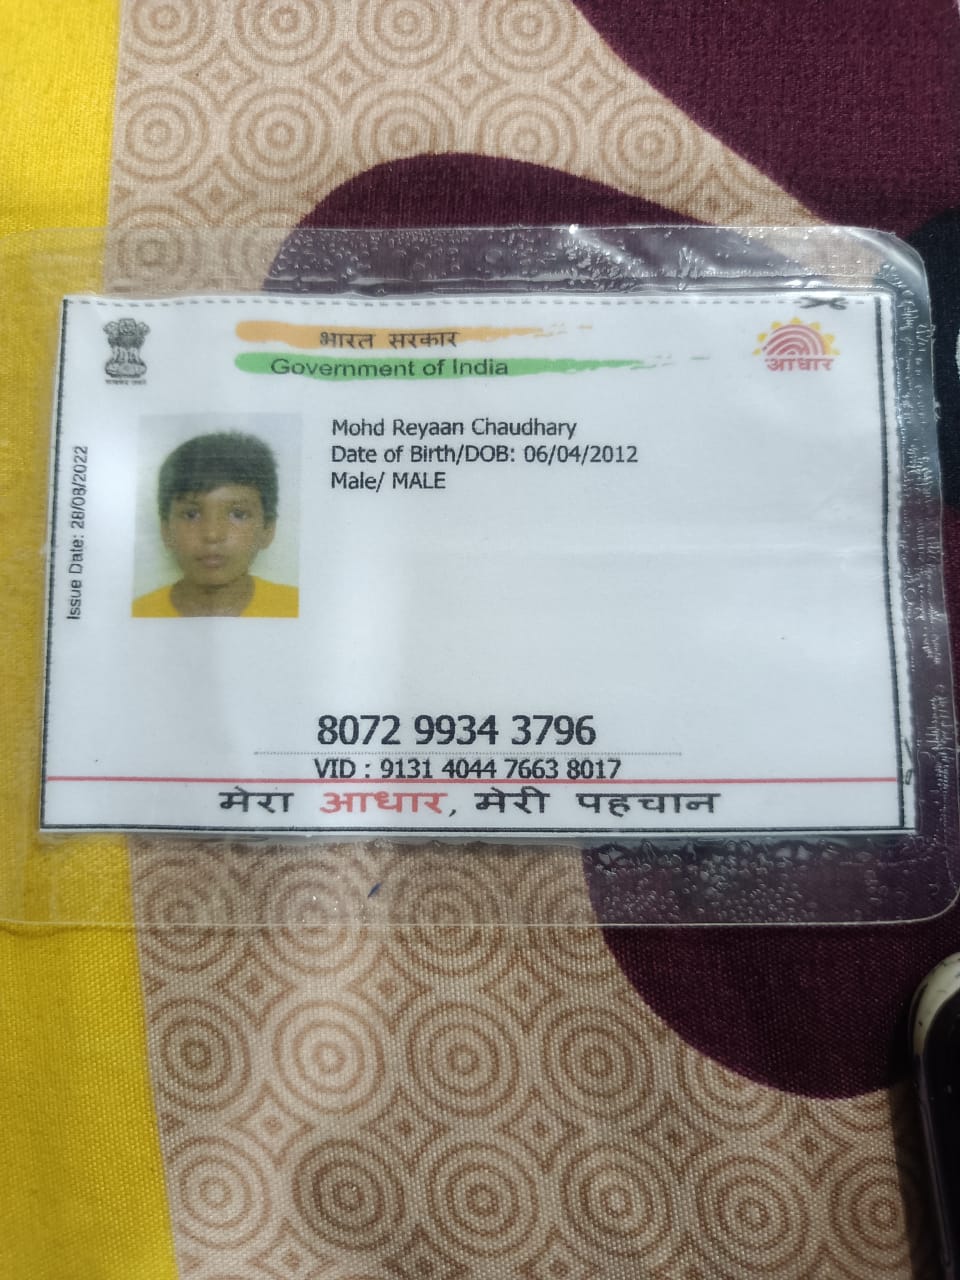 भारत सरकार
Government of India
Issue Date: 28/08/2022
Mohd Reyaan Chaudhary
Date of Birth/DOB: 06/04/2012
Male/ MALE
8072 9934 3796
VID : 9131 4044 7663 8017
मेरा आधार, मेरी पहचान
आधार